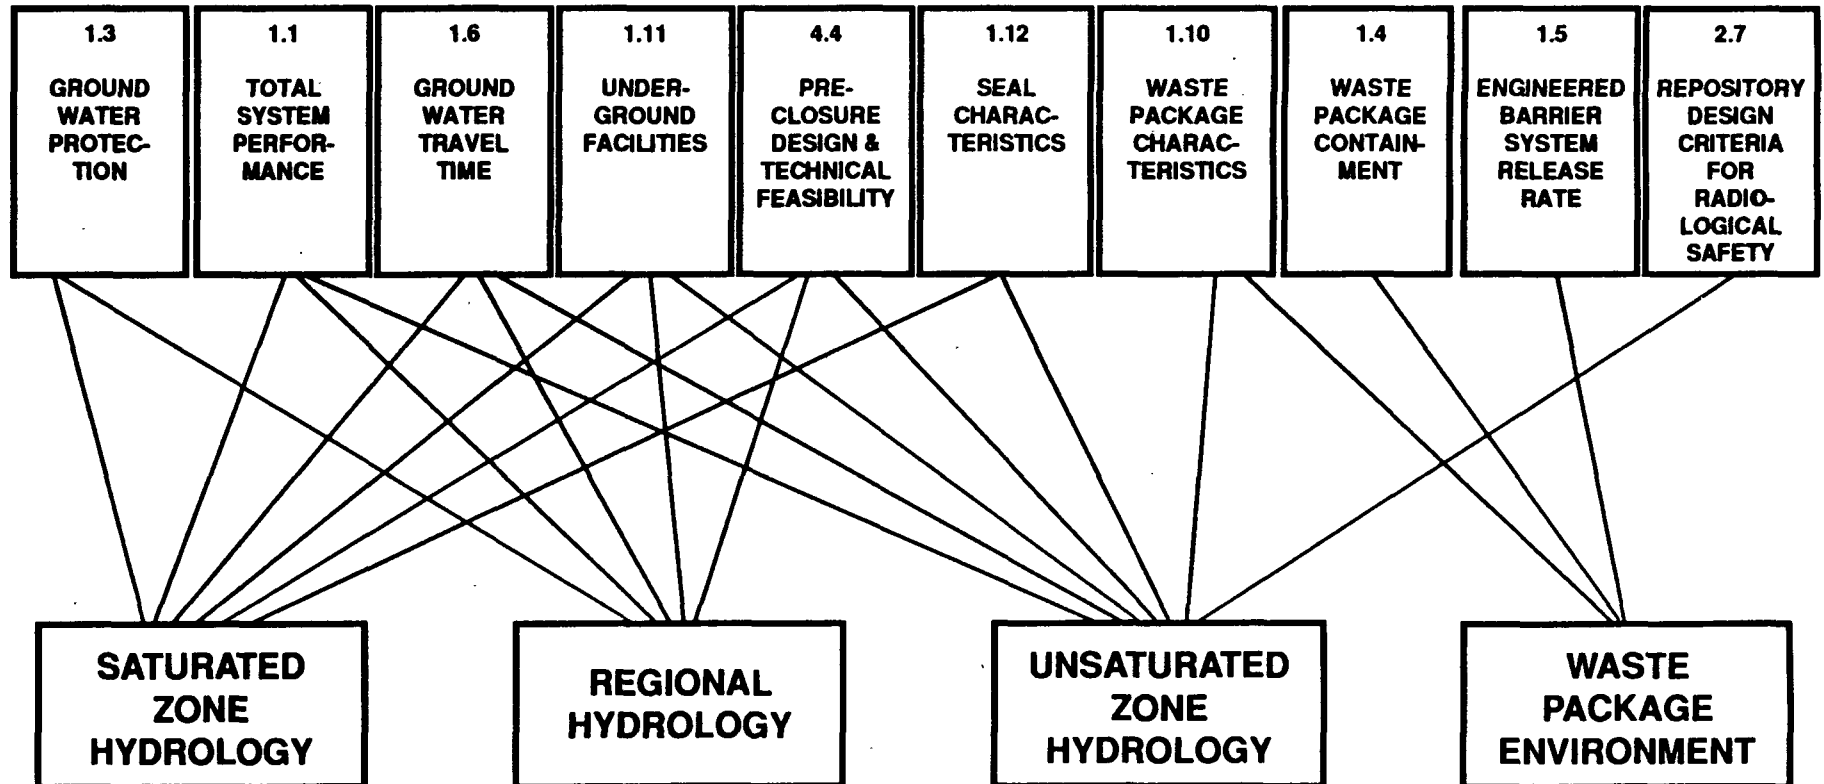 1.3
GROUND
WATER
PROTEC-
TION
1.1
TOTAL
SYSTEM
PERFOR-
MANCE
1.6
GROUND
WATER
TRAVEL
TIME
1.11
UNDER-
GROUND
FACILITIES
4.4
PRE-
CLOSURE
DESIGN &
TECHNICAL
FEASIBILITY
1.12
SEAL
CHARAC-
TERISTICS
1.10
WASTE
PACKAGE
CHARAC-
TERISTICS
1.4
WASTE
PACKAGE
CONTAIN-
MENT
1.5
ENGINEERED
BARRIER
SYSTEM
RELEASE
RATE
2.7
REPOSITORY
DESIGN
CRITERIA
FOR
RADIO-
LOGICAL
SAFETY
SATURATED
ZONE
HYDROLOGY
REGIONAL
HYDROLOGY
UNSATURATED
ZONE
HYDROLOGY
WASTE
PACKAGE
ENVIRONMENT